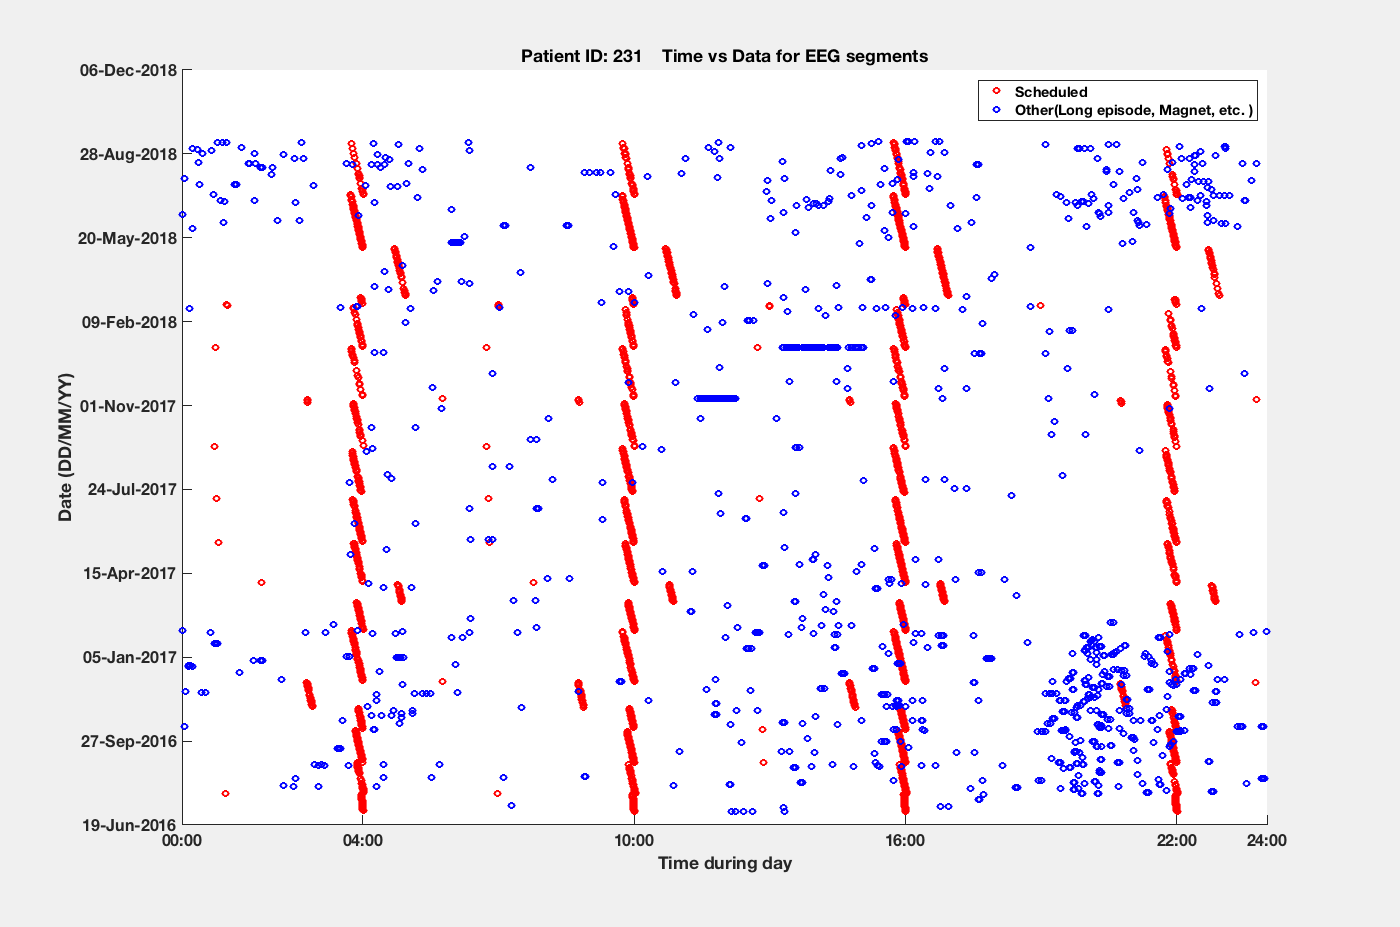 Patient ID: 231    Time vs Data for EEG segments
Scheduled
Other(Long episode, Magnet, etc. )
Date (DD/MM/YY)
06-Dec-2018
28-Aug-2018
20-May-2018
09-Feb-2018
01-Nov-2017
24-Jul-2017
15-Apr-2017
05-Jan-2017
27-Sep-2016
19-Jun-2016
00:00 04:00 10:00 16:00 22:00 24:00
Time during day